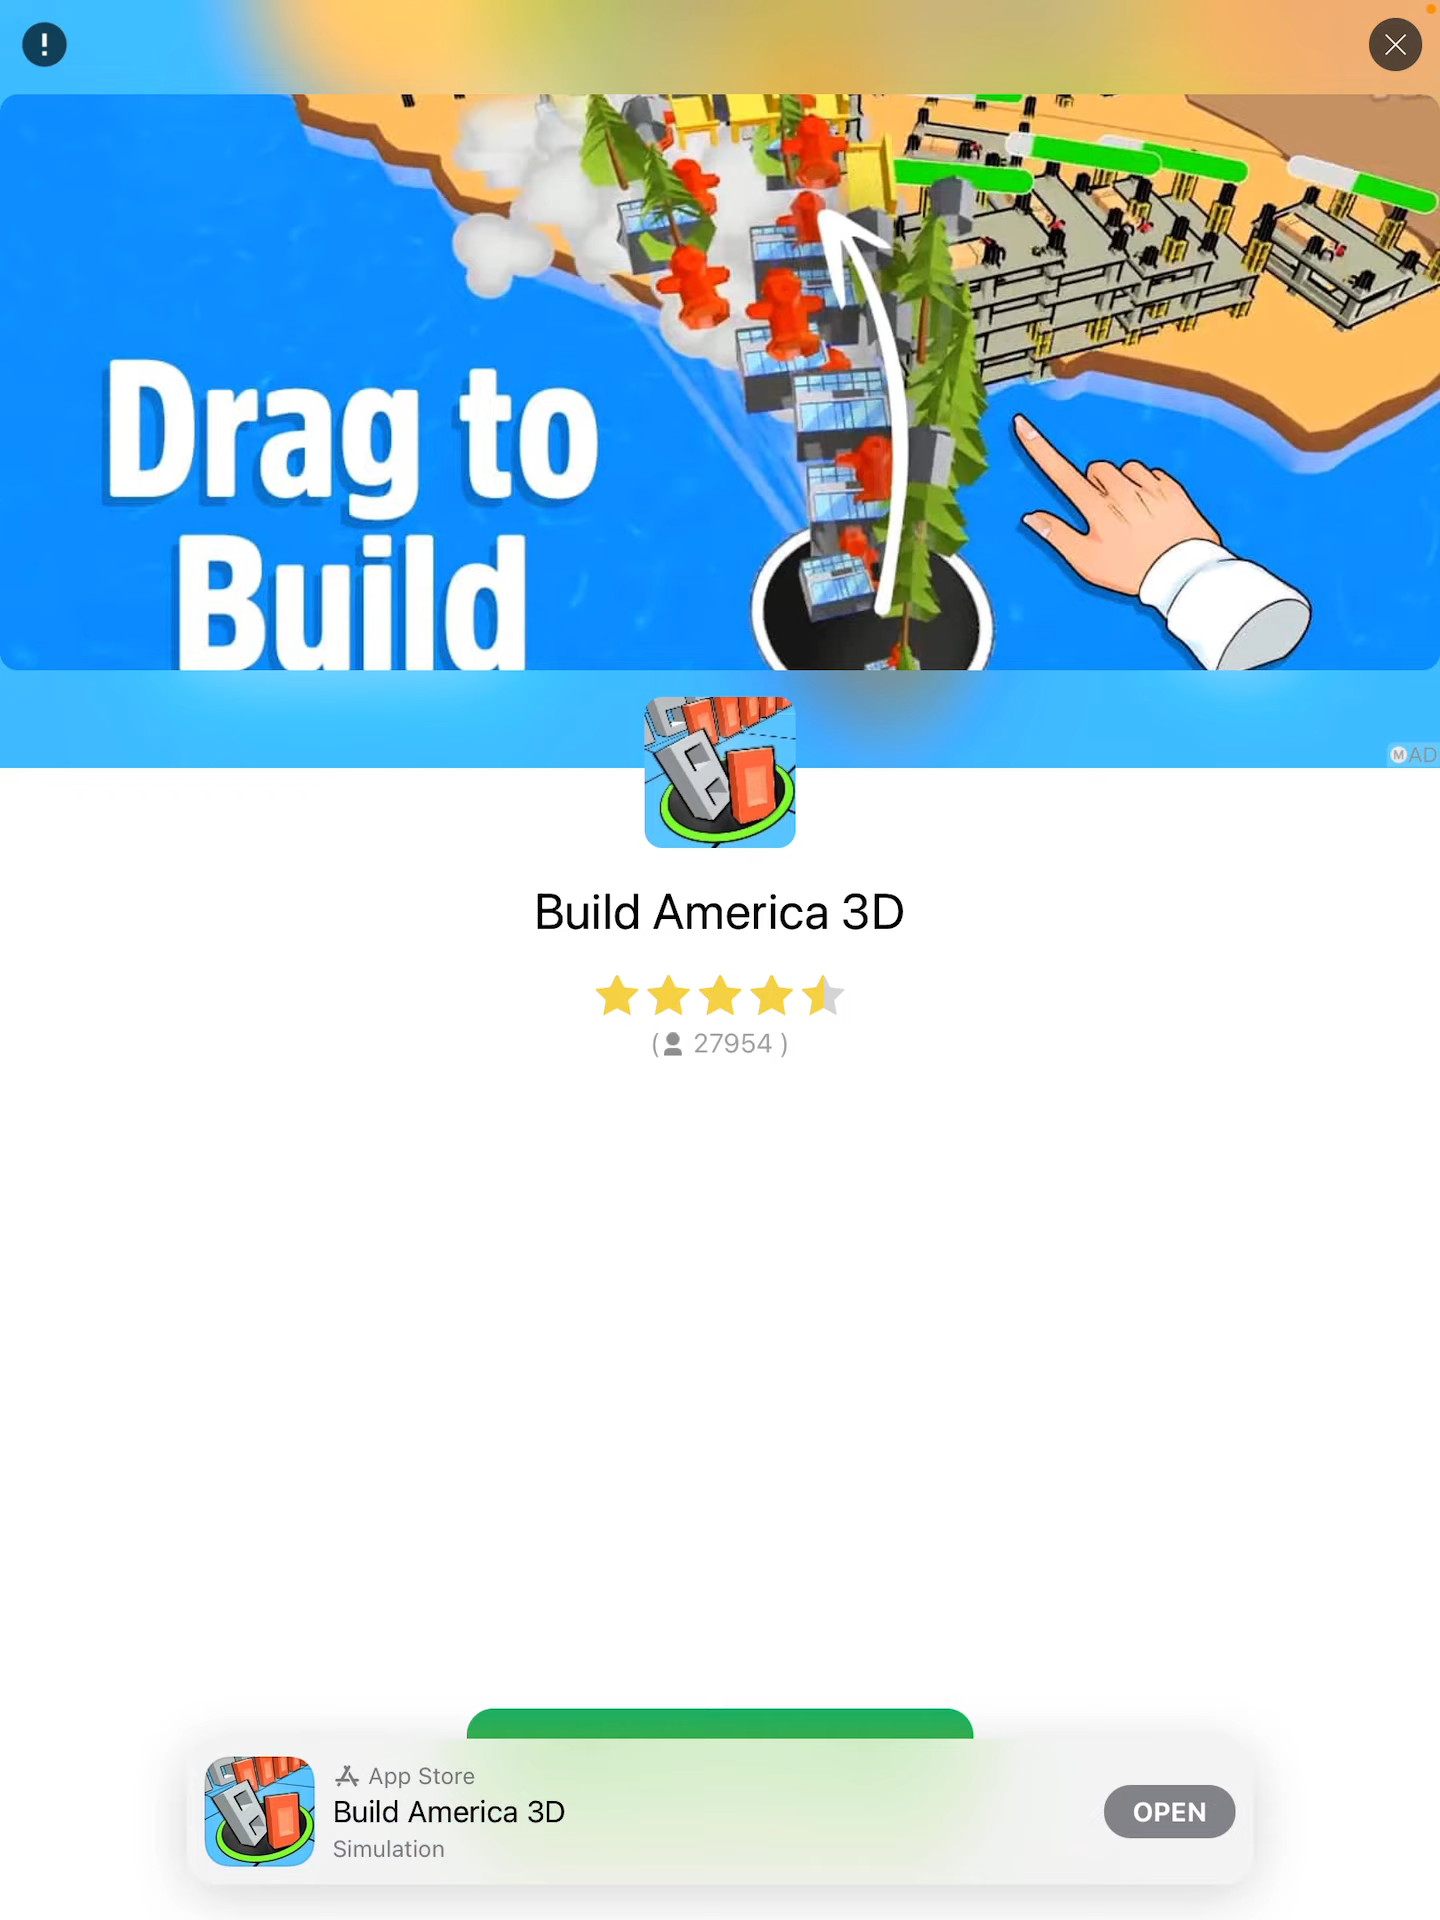 !
Drag to
Build
M AD
Build America 3D
( 27954 )
App Store
Build America 3D
Simulation
OPEN